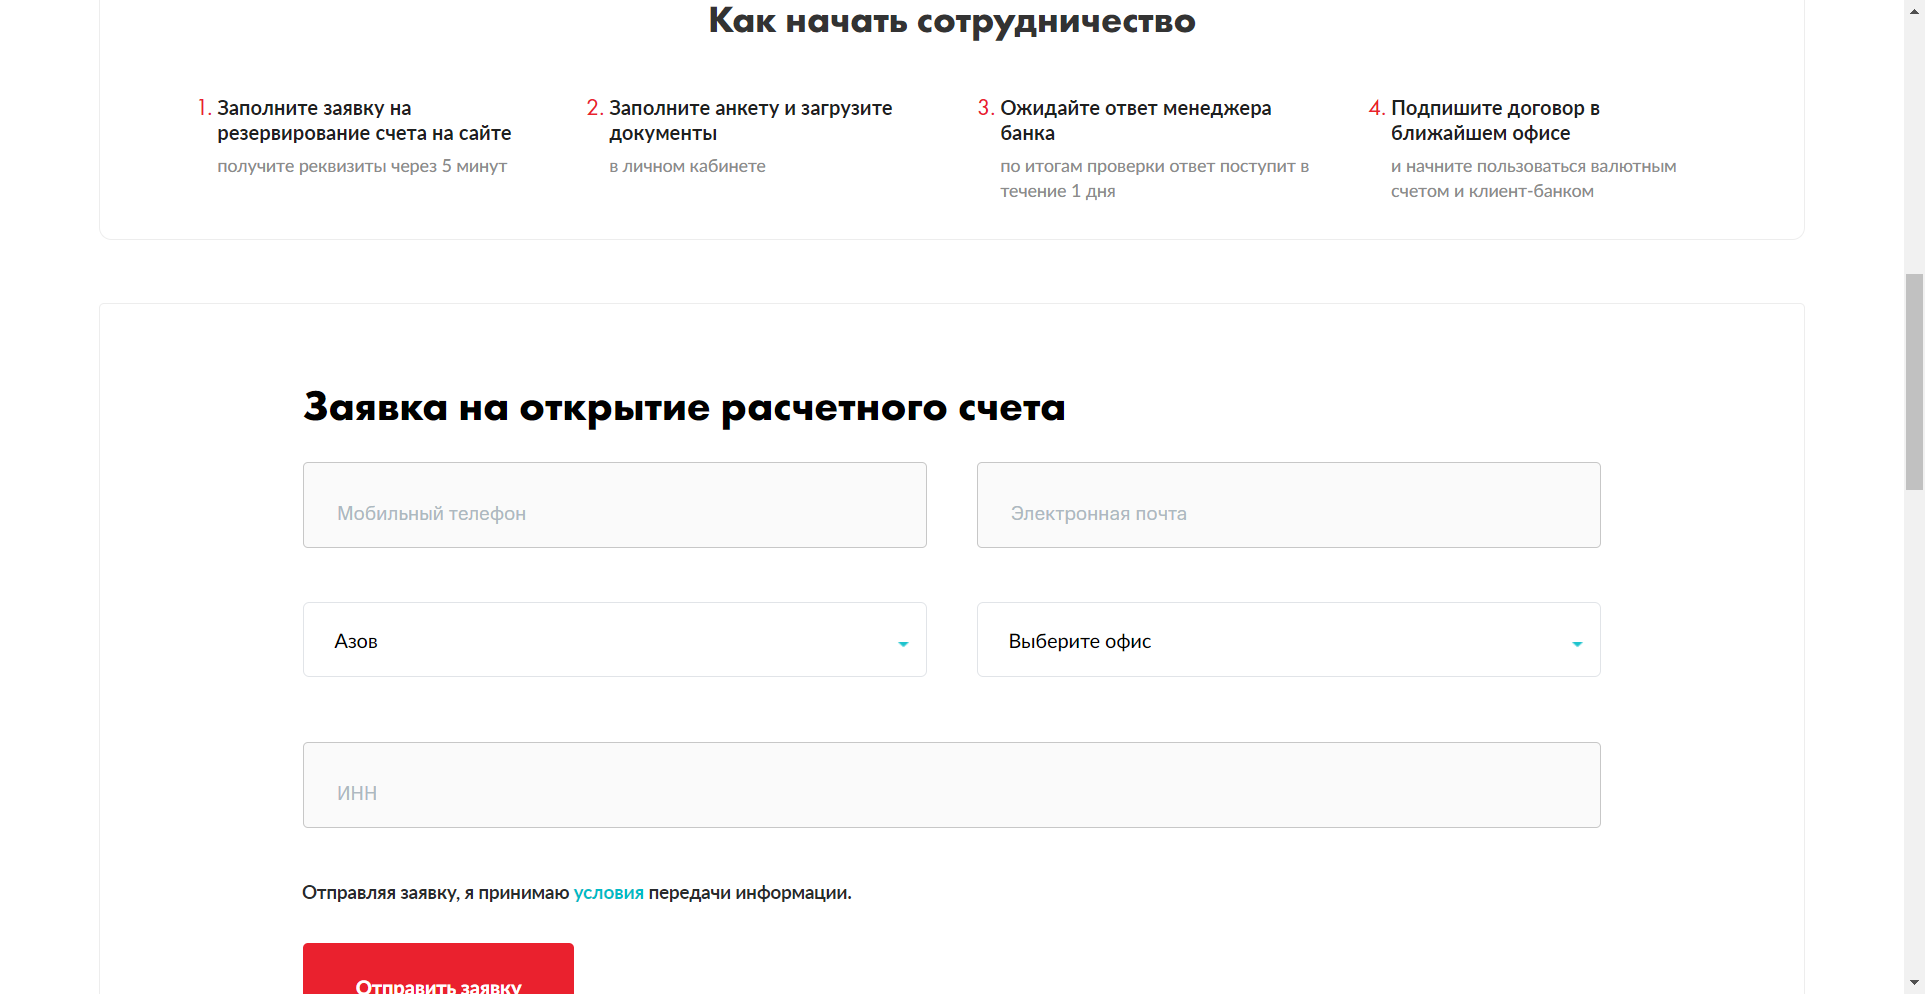 Как начать сотрудничество
1. Заполните заявку на
резервирование счета на сайте
получите реквизиты через 5 минут
2. Заполните анкету и загрузите
документы
в личном кабинете
3. Ожидайте ответ менеджера
банка
по итогам проверки ответ поступит в
течение 1 дня
4. Подпишите договор в
ближайшем офисе
и начните пользоваться валютным
счетом и клиент-банком
Заявка на открытие расчетного счета
Мобильный телефон
Электронная почта
Азов
Выберите офис
ИНН
Отправляя заявку, я принимаю условия передачи информации.
Отправить заявку